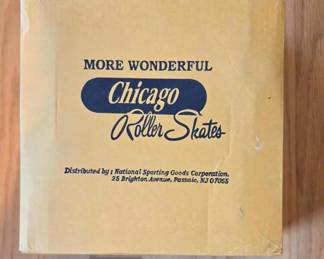 MORE WONDERFUL
Chicago
Roller Skates
Distributed by ; National Sporting Goods Corporation,
25 Brighton Avenue, Passaic, NJ 07055